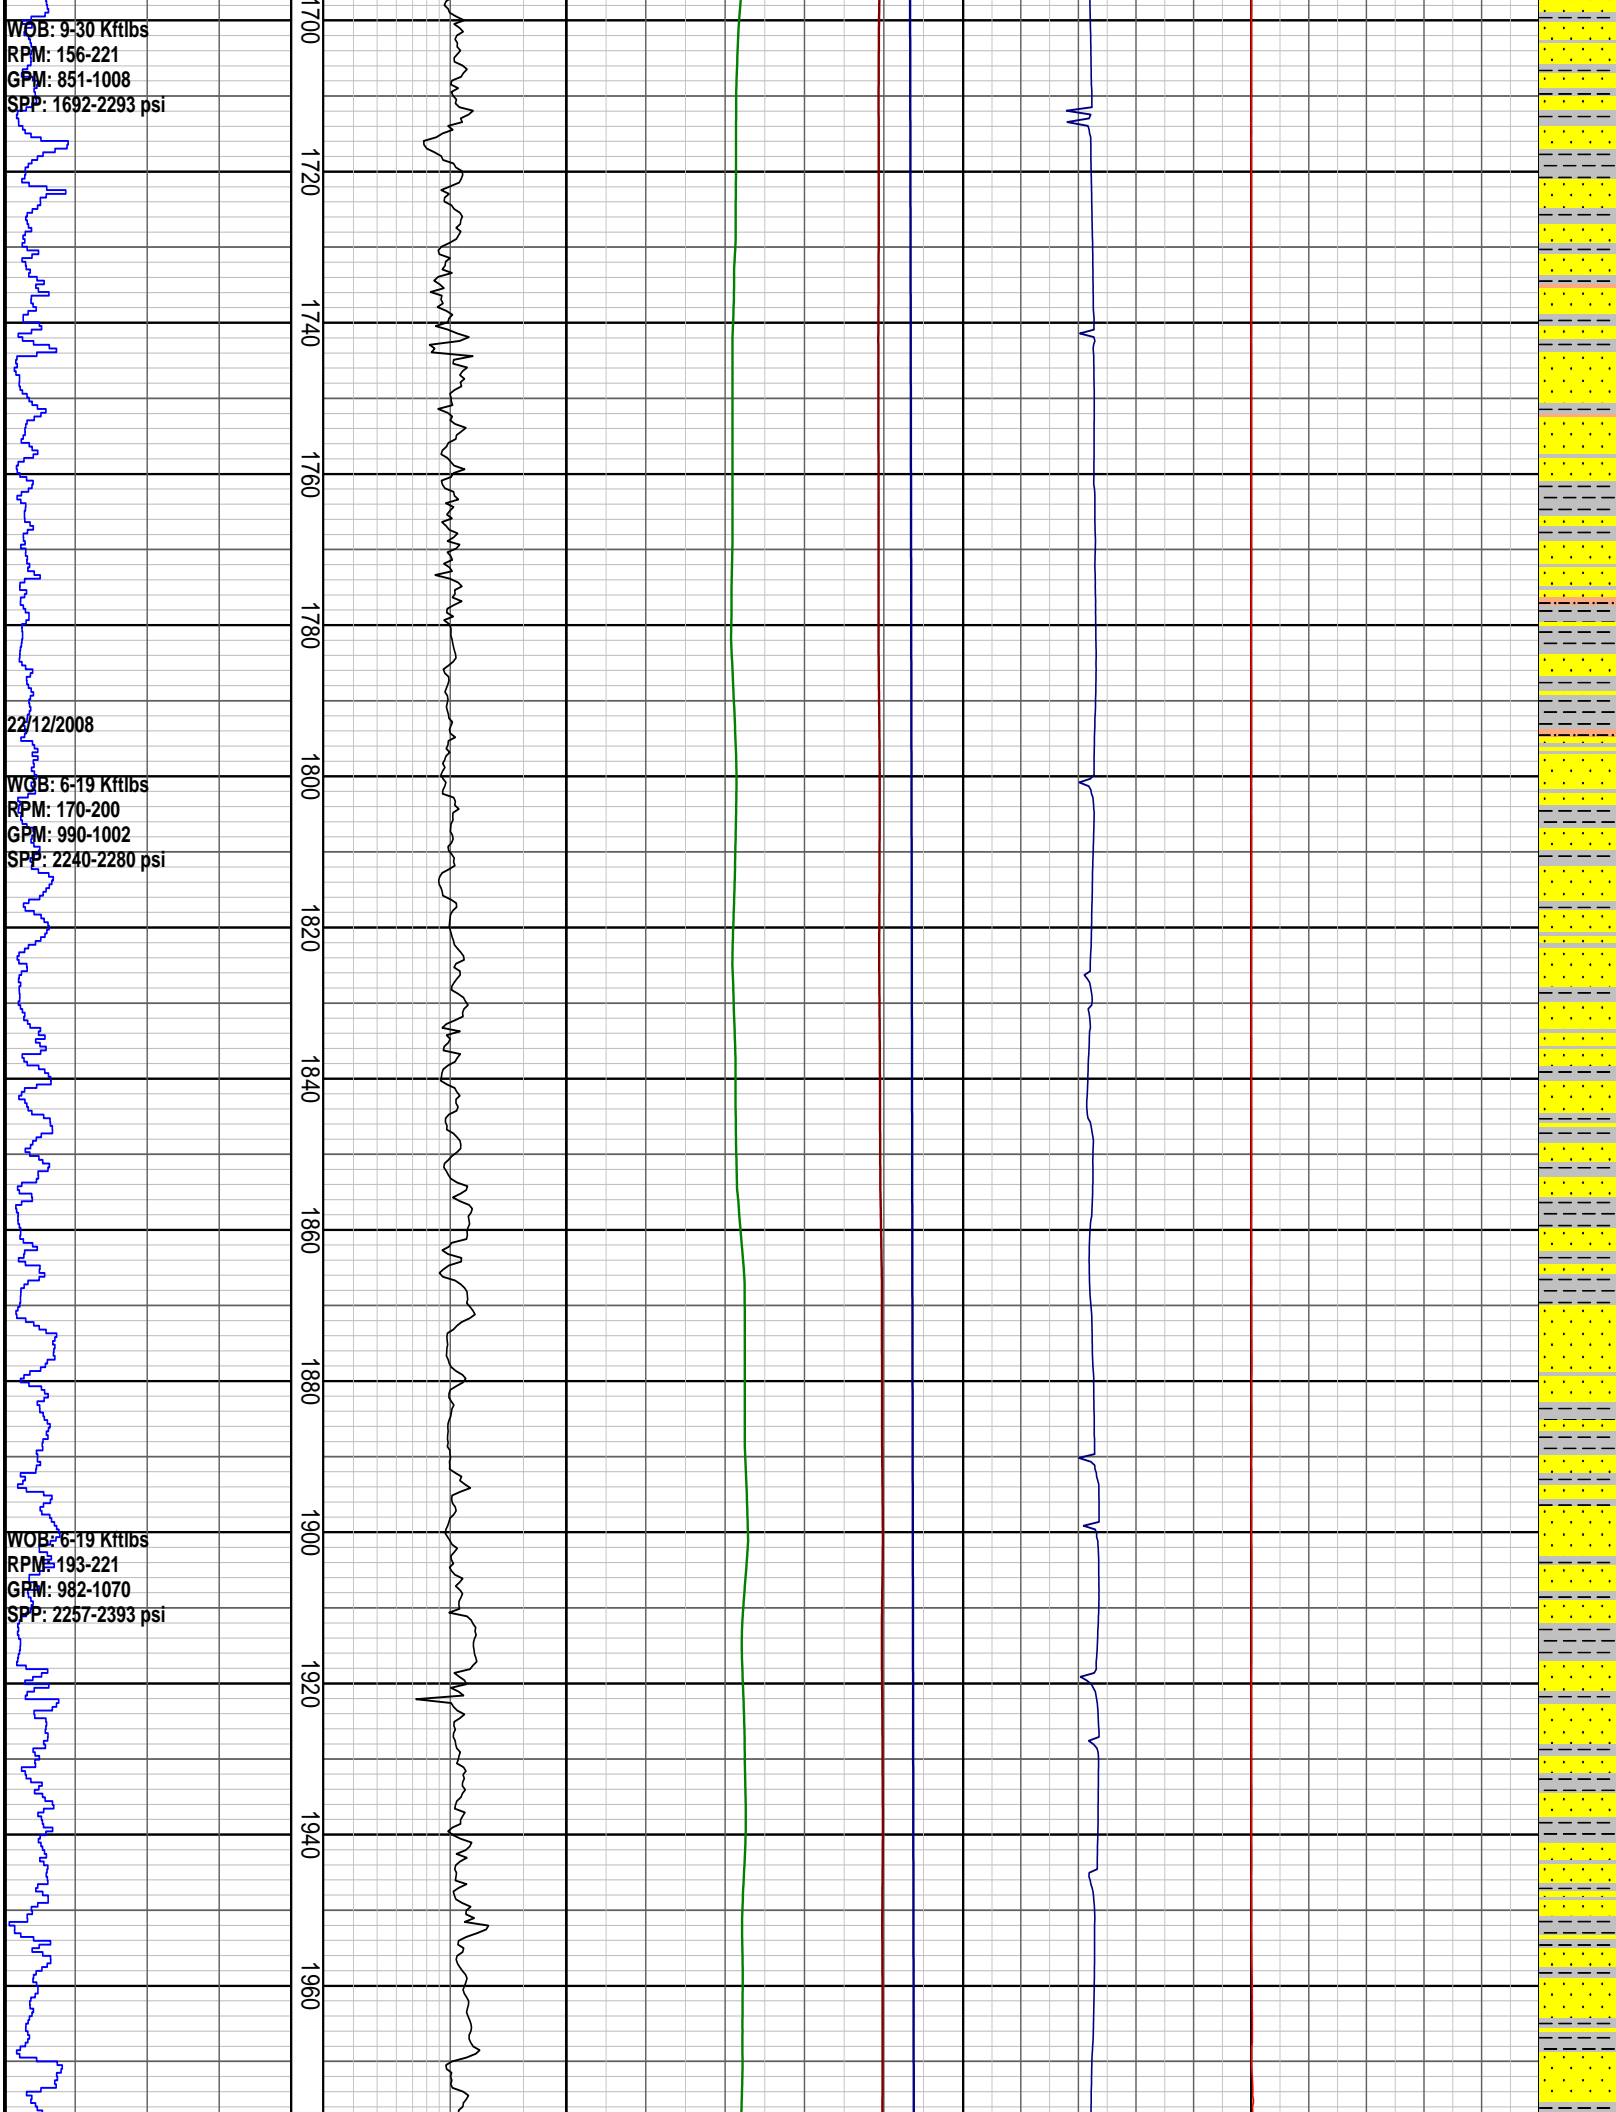 1700
WOB: 9-30 Kftlbs
RPM: 156-221
GPM: 851-1008
SPP: 1692-2293 psi
1720
1740
1760
1780
22/12/2008
1800
WOB: 6-19 Kftlbs
RPM: 170-200
GPM: 990-1002
SPP: 2240-2280 psi
1820
1840
1860
1880
1900
WOB: 6-19 Kftlbs
RPM: 193-221
GPM: 982-1070
SPP: 2257-2393 psi
1920
1940
1960